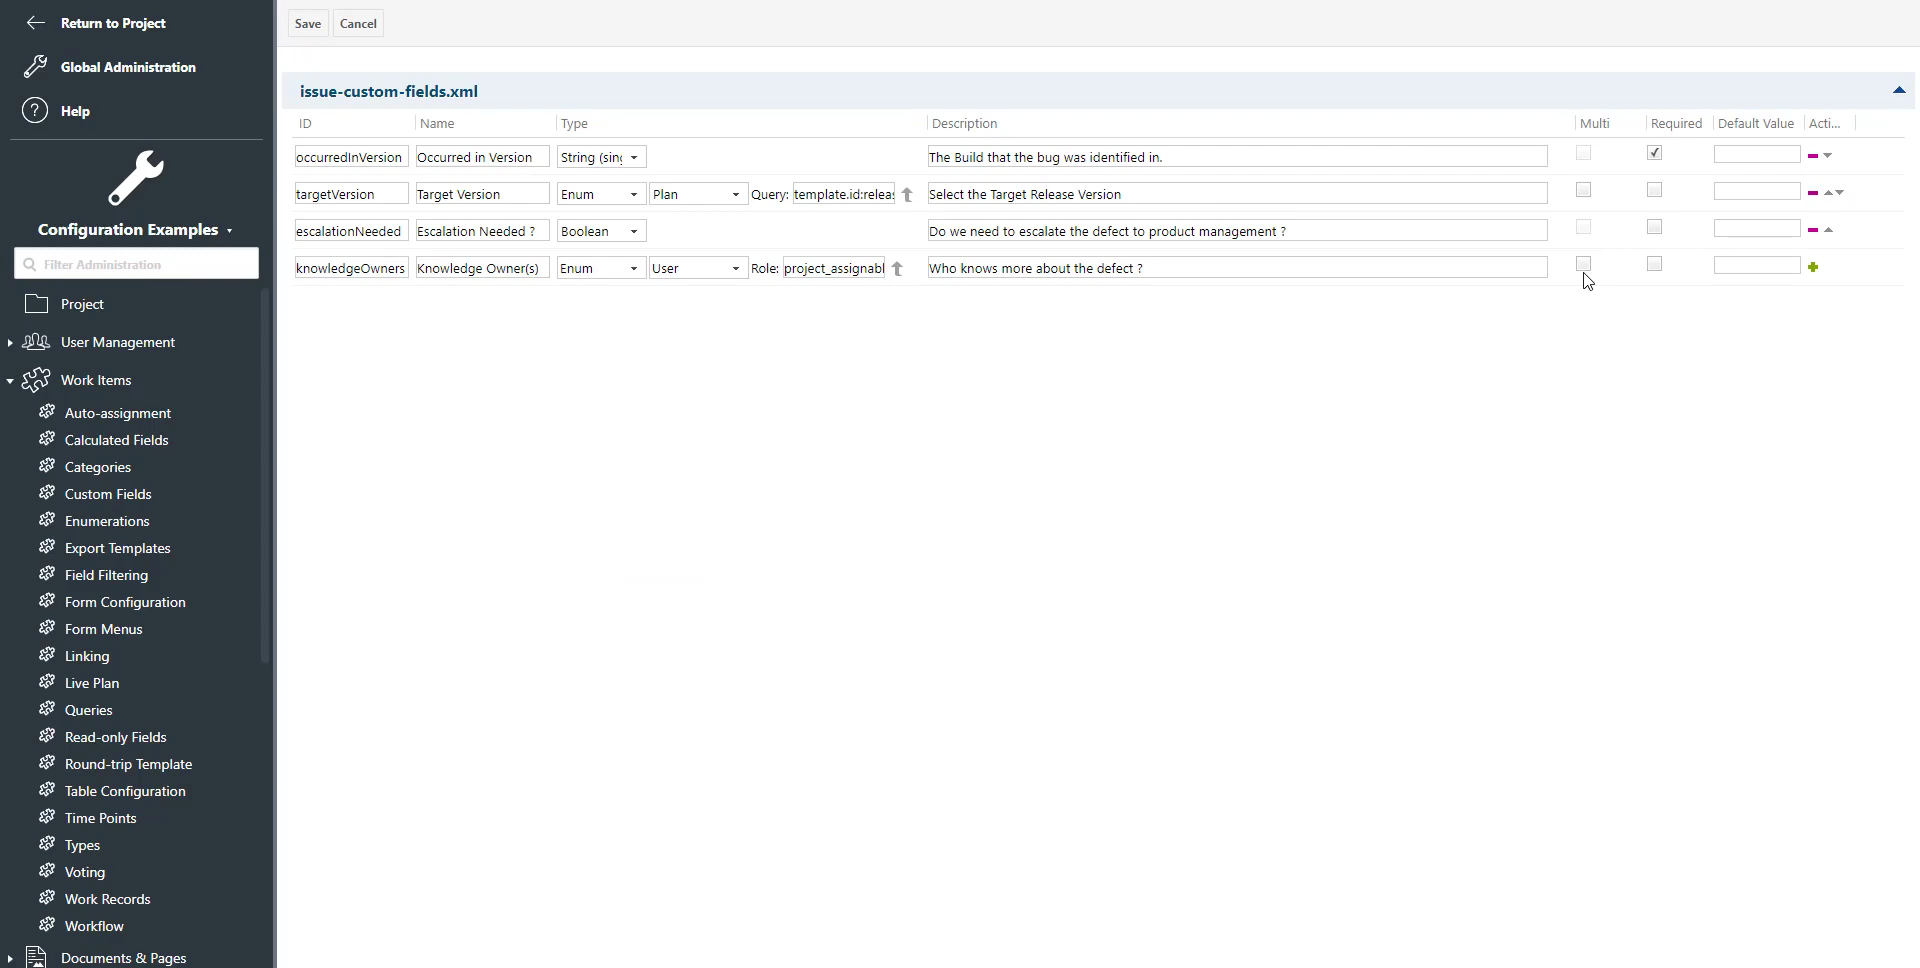 Return to Project
Global Administration
Help
Configuration Examples
Filter Administration
Project
User Management
Work Items
Auto-assignment
Calculated Fields
Categories
Custom Fields
Enumerations
Export Templates
Field Filtering
Form Configuration
Form Menus
Linking
Live Plan
Queries
Read-only Fields
Round-trip Template
Table Configuration
Time Points
Types
Voting
Work Records
Workflow
Documents & Pages
Save Cancel
issue-custom-fields.xml
ID Name Type Description Multi Required Default Value Acti...
occurredInVersion Occurred in Version String (sing The Build that the bug was identified in.
targetVersion Target Version Enum Plan Query: template.id:releas Select the Target Release Version
escalationNeeded Escalation Needed ? Boolean Do we need to escalate the defect to product management ?
knowledgeOwners Knowledge Owner(s) Enum User Role: project_assignabl Who knows more about the defect ?